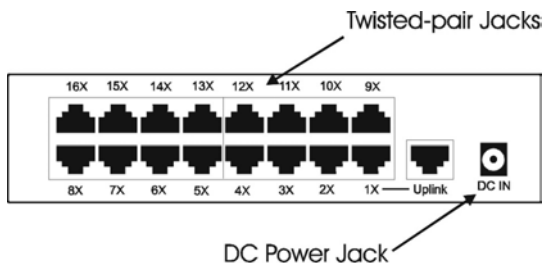 Twisted-pair Jacks
16X 15X 14X 13X 12X 11X 10X 9X
8X 7X 6X 5X 4X 3X 2X 1X Uplink DC IN
DC Power Jack